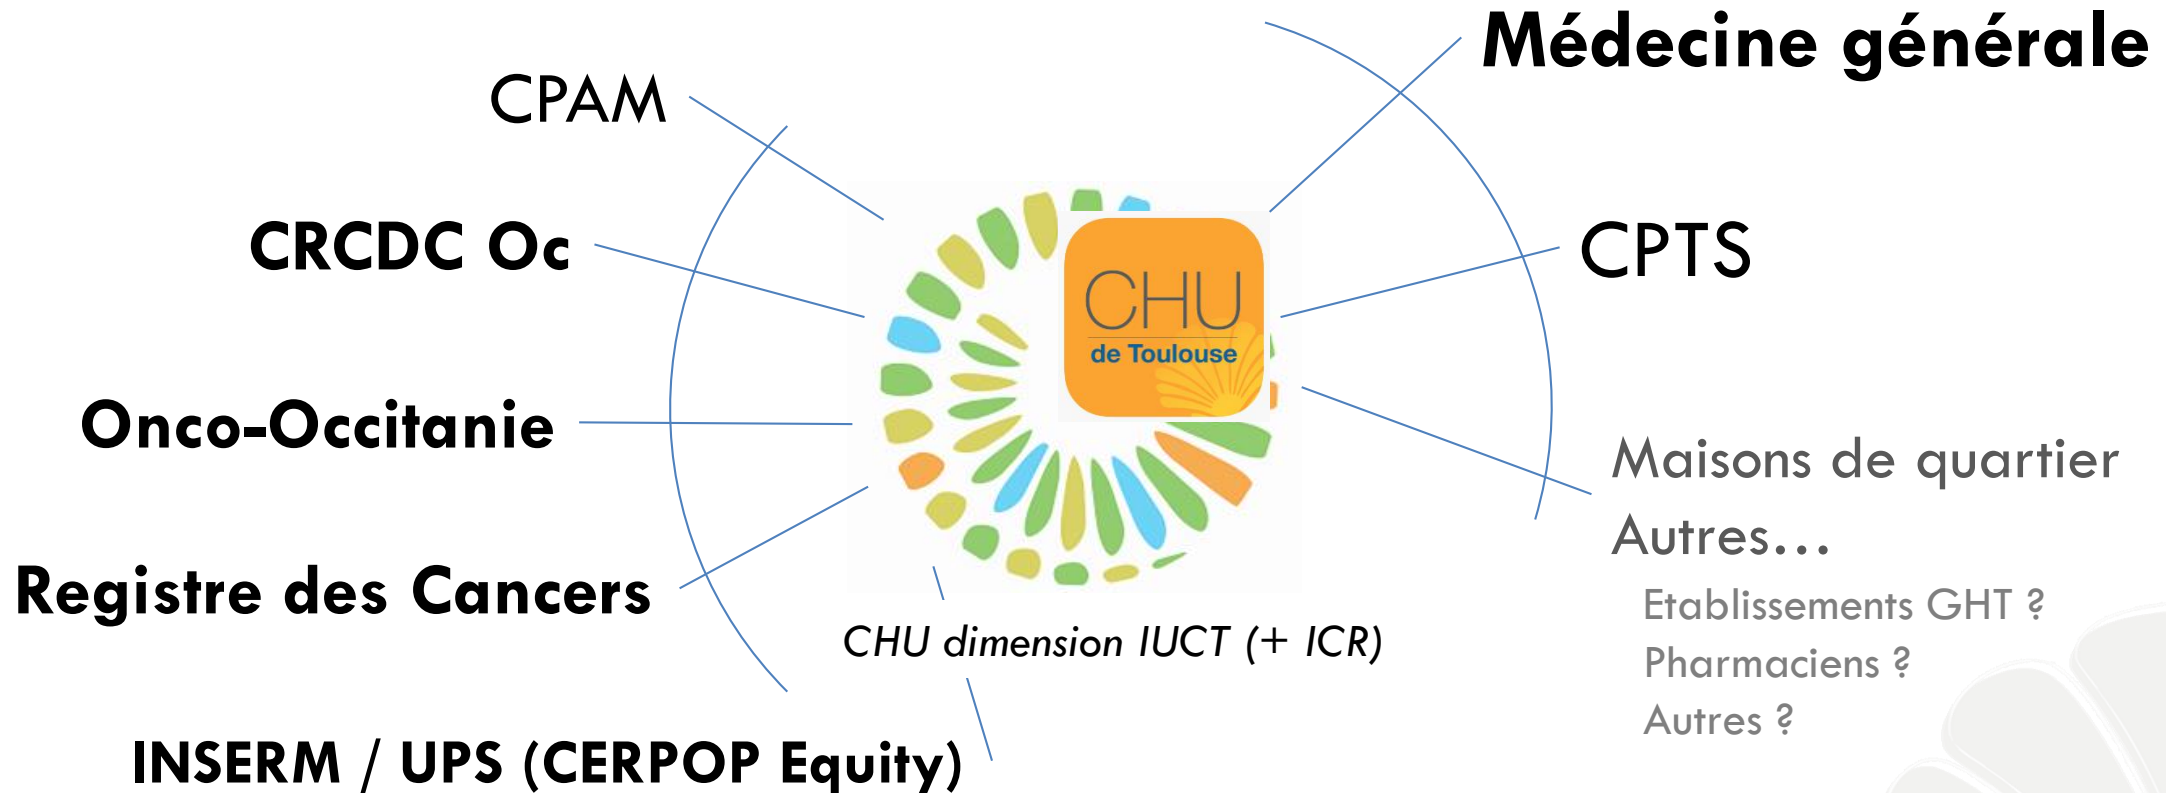 Médecine générale
CPAM
CRCDC Oc
CPTS
CHU
de Toulouse
Onco-Occitanie
Maisons de quartier
Autres…
Registre des Cancers
Etablissements GHT ?
CHU dimension IUCT (+ ICR)
Pharmaciens ?
Autres ?
INSERM / UPS (CERPOP Equity)